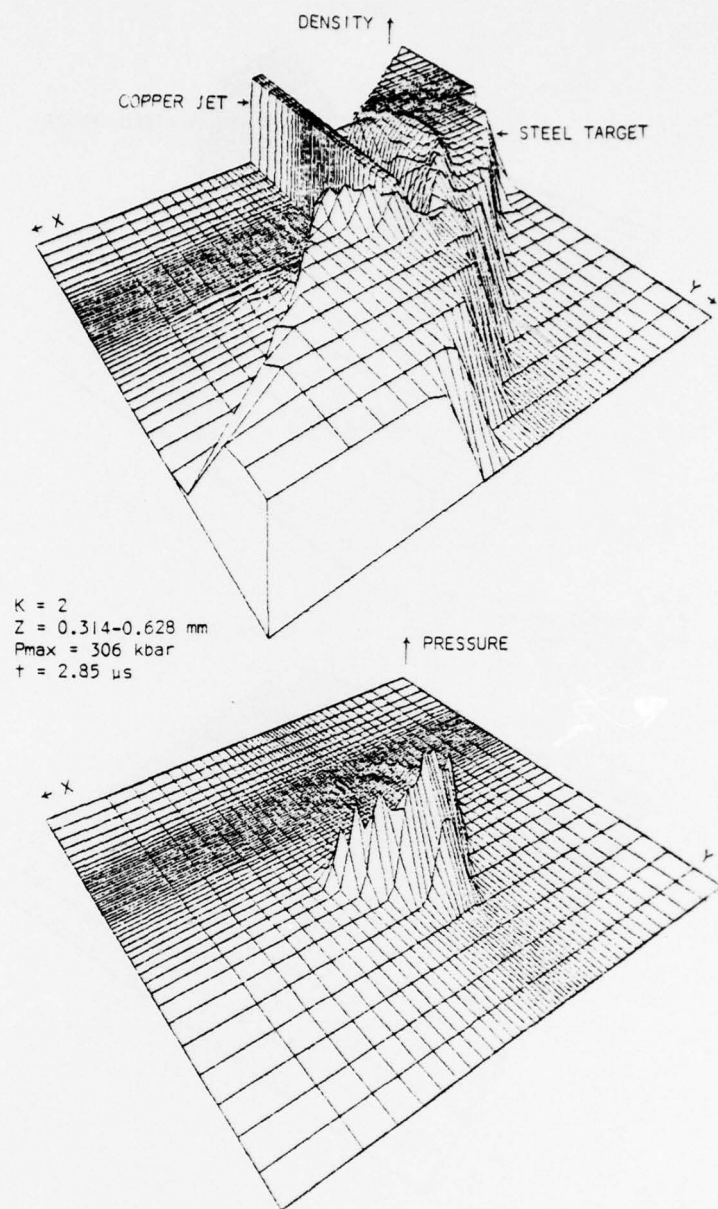 DENSITY ↑
COPPER JET →
← STEEL TARGET
← X
Y →
K = 2
Z = 0.314-0.628 mm
Pmax = 306 kbar
t = 2.85 µs
↑ PRESSURE
← X
Y